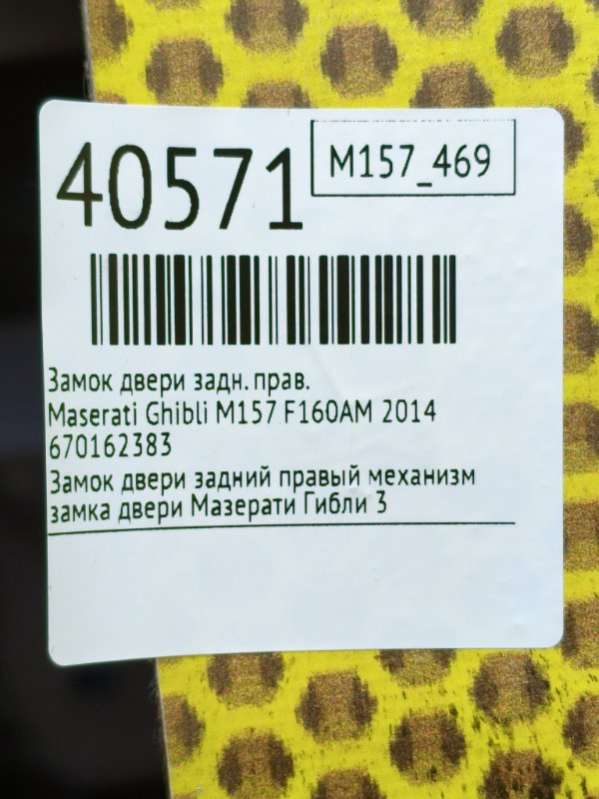 40571
M157_469
Замок двери задн. прав.
Maserati Ghibli M157 F160AM 2014
670162383
Замок двери задний правый механизм
замка двери Мазерати Гибли 3